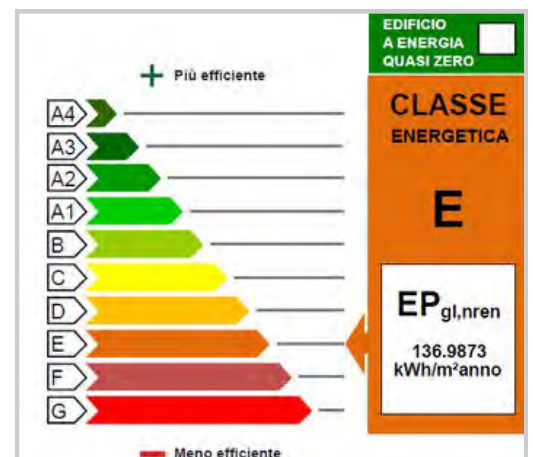 EDIFICIO
A ENERGIA
QUASI ZERO
Più efficiente
CLASSE
ENERGETICA
E
A4
A3
A2
A1
B
C
D
E
F
G
EPgl,nren
136.9873
kWh/m²anno
Meno efficiente